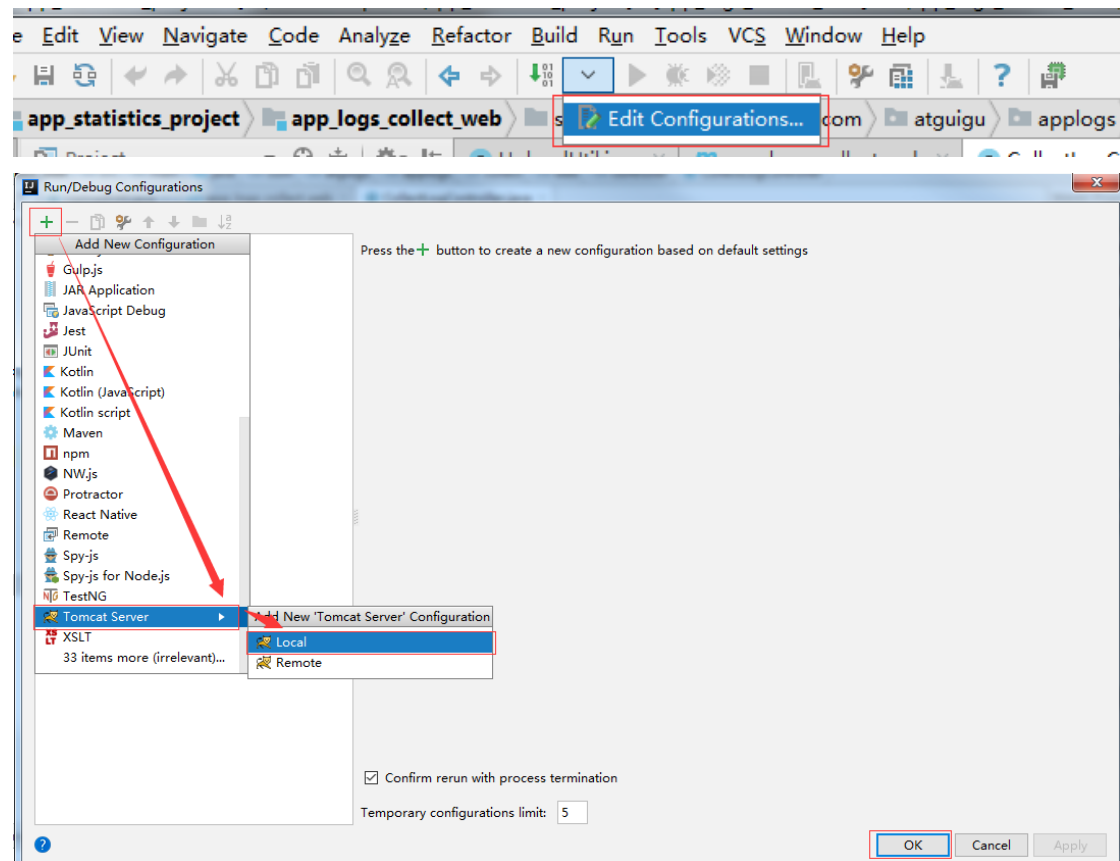 e Edit View Navigate Code Analyze Refactor Build Run Tools VCS Window Help
app_statistics_project app_logs_collect_web s Edit Configurations... com atguigu applogs
Project
Run/Debug Configurations
Add New Configuration
Press the + button to create a new configuration based on default settings
Gulp.js
JAR Application
JavaScript Debug
Jest
JUnit
Kotlin
Kotlin (JavaScript)
Kotlin script
Maven
npm
NW.js
Protractor
React Native
Remote
Spy-js
Spy-js for Node.js
TestNG
Tomcat Server
Add New 'Tomcat Server' Configuration
XSLT
Local
33 items more (irrelevant)...
Remote
Confirm rerun with process termination
Temporary configurations limit: 5
OK Cancel Apply